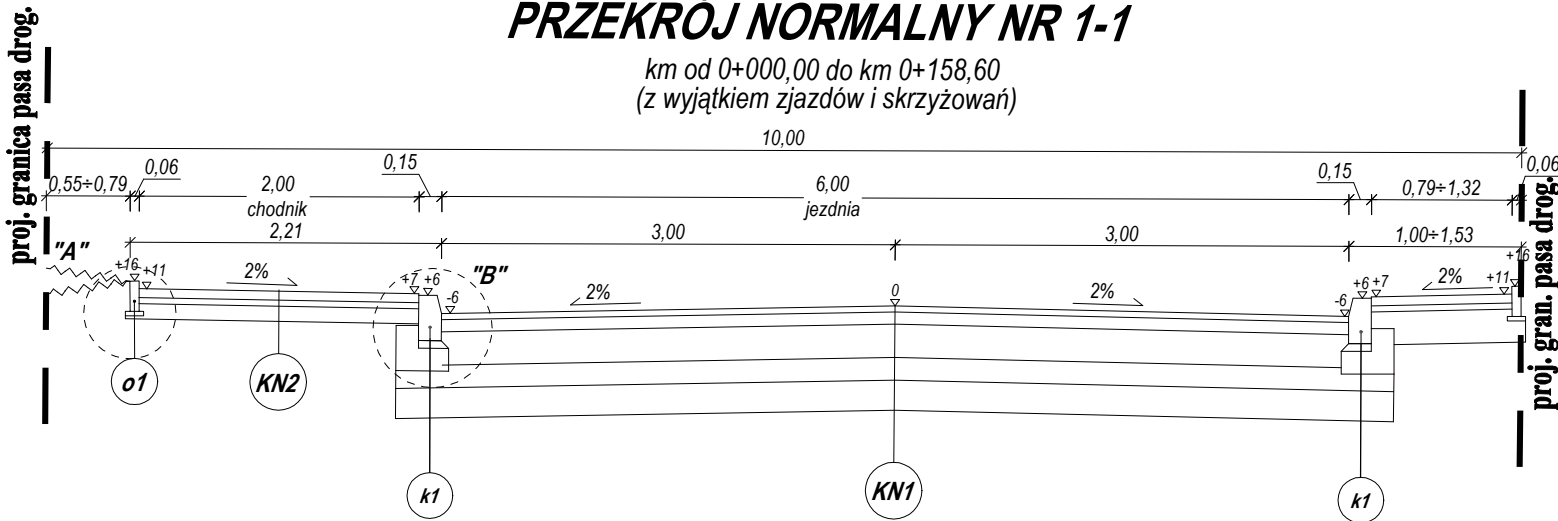 PRZEKRÓJ NORMALNY NR 1-1
km od 0+000,00 do km 0+158,60
(z wyjątkiem zjazdów i skrzyżowań)
proj. granica pasa drog.
10,00
0,55÷0,79
0,06
2,00
chodnik
0,15
6,00
jezdnia
0,15
0,79÷1,32
0,06
2,21
3,00
3,00
1,00÷1,53
"A"
+16
+11
2%
+7
+6
"B"
-6
2%
0
2%
-6
+6
+7
2%
+11
+16
o1
KN2
k1
KN1
k1
proj. gran. pasa drog.